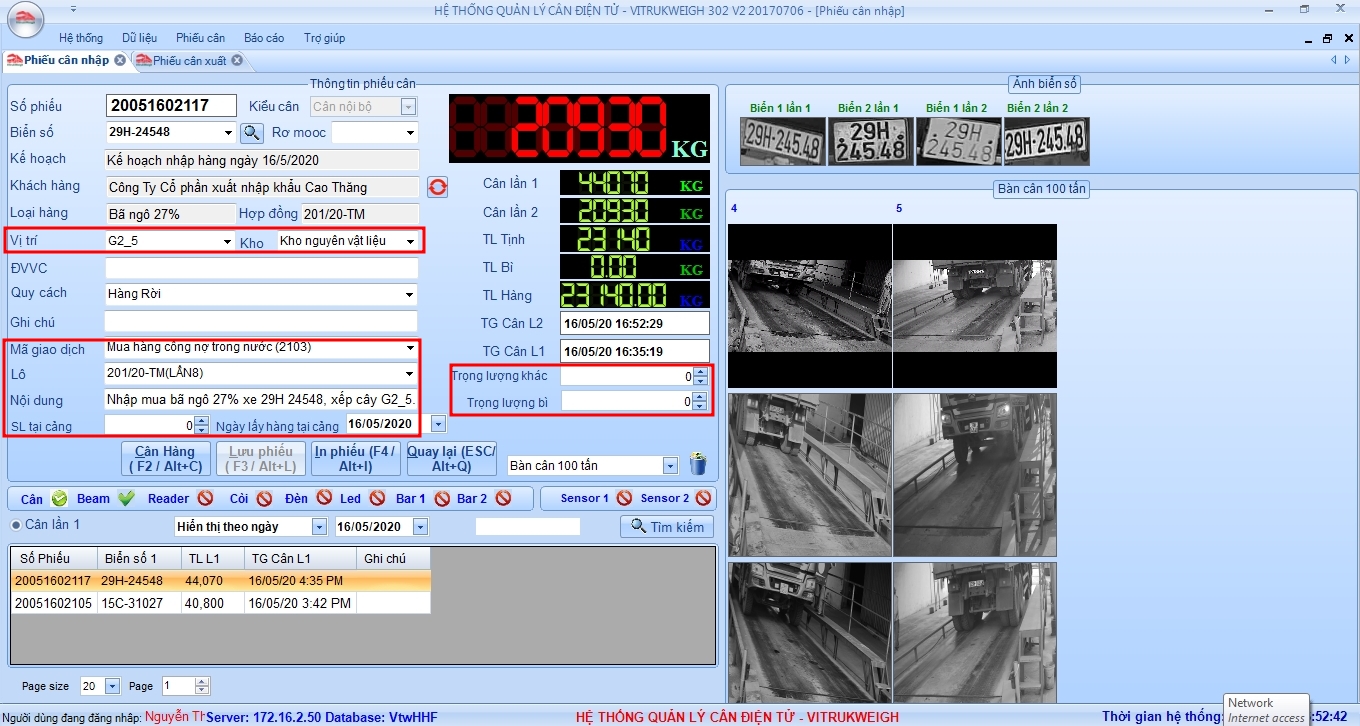 HỆ THỐNG QUẢN LÝ CÂN ĐIỆN TỬ - VITRUKWEIGH 302 V2 20170706 - [Phiếu cân nhập]
Hệ thống Dữ liệu Phiếu cân Báo cáo Trợ giúp
Phiếu cân nhập Phiếu cân xuất
Thông tin phiếu cân
Số phiếu 20051602117 Kiểu cân Cân nội bộ
Biển số 29H-24548 Rơ mooc
Kế hoạch Kế hoạch nhập hàng ngày 16/5/2020
Khách hàng Công Ty Cổ phần xuất nhập khẩu Cao Thăng
Loại hàng Bã ngô 27% Hợp đồng 201/20-TM
Vị trí G2_5 Kho Kho nguyên vật liệu
ĐVVC
Quy cách Hàng Rời
Ghi chú
Mã giao dịch Mua hàng công nợ trong nước (2103)
Lô 201/20-TM(LẦN8)
Nội dung Nhập mua bã ngô 27% xe 29H 24548, xếp cây G2_5.
SL tại cảng 0 Ngày lấy hàng tại cảng 16/05/2020
20930 KG
Cân lần 1 44070 KG
Cân lần 2 20930 KG
TL Tịnh 23140 KG
TL Bì 0.00 KG
TL Hàng 23140.00 KG
TG Cân L2 16/05/20 16:52:29
TG Cân L1 16/05/20 16:35:19
Trọng lượng khác 0
Trọng lượng bì 0
Cân Hàng ( F2 / Alt+C)
Lưu phiếu ( F3 / Alt+L)
In phiếu (F4 / Alt+I)
Quay lại (ESC/ Alt+Q)
Bàn cân 100 tấn
Cân Beam Reader Còi Đèn Led Bar 1 Bar 2 Sensor 1 Sensor 2
Cân lần 1 Hiển thị theo ngày 16/05/2020 Tìm kiếm
Số Phiếu Biển số 1 TL L1 TG Cân L1 Ghi chú
20051602117 29H-24548 44,070 16/05/20 4:35 PM
20051602105 15C-31027 40,800 16/05/20 3:42 PM
Page size 20 Page 1
Ảnh biển số
Biển 1 lần 1 Biển 2 lần 1 Biển 1 lần 2 Biển 2 lần 2
29H-245.48 29H 245.48 29H 245.48 29H-245.48
Bàn cân 100 tấn
4 5
Network
Internet access
Người dùng đang đăng nhập: Nguyễn Server: 172.16.2.50 Database: VtwHHF HỆ THỐNG QUẢN LÝ CÂN ĐIỆN TỬ - VITRUKWEIGH Thời gian hệ thống: :52:42